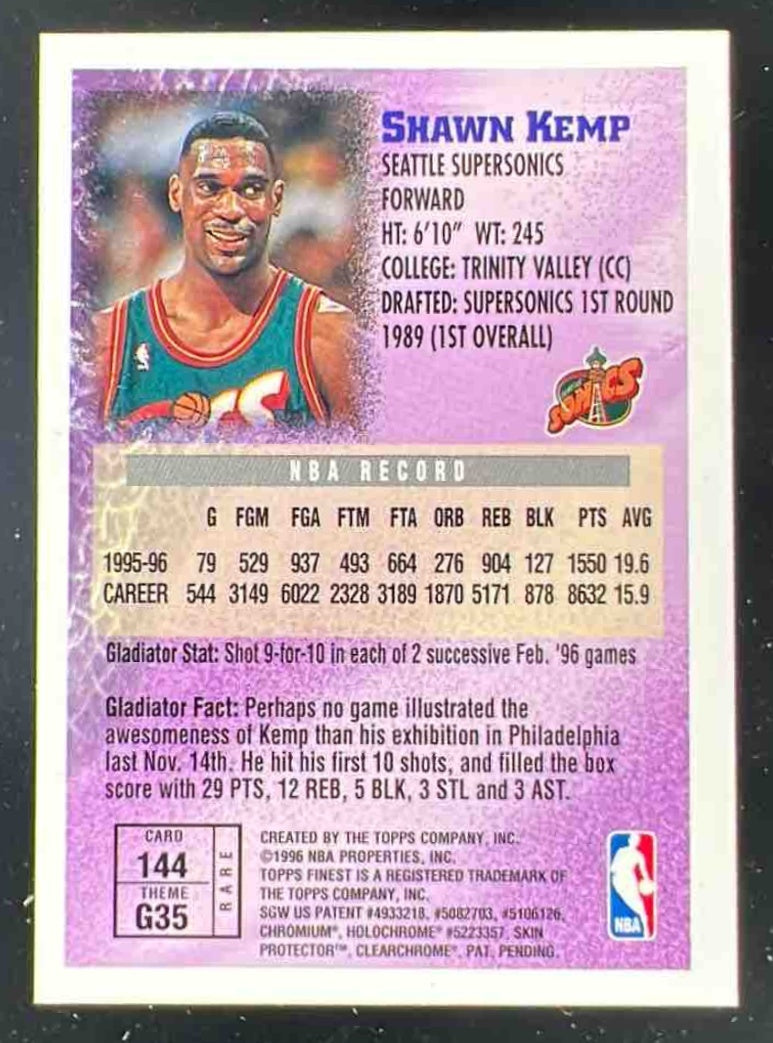 SHAWN KEMP
SEATTLE SUPERSONICS
FORWARD
HT: 6'10" WT: 245
COLLEGE: TRINITY VALLEY (CC)
DRAFTED: SUPERSONICS 1ST ROUND
1989 (1ST OVERALL)
SONICS
NBA RECORD
G FGM FGA FTM FTA ORB REB BLK PTS AVG
1995-96 79 529 937 493 664 276 904 127 1550 19.6
CAREER 544 3149 6022 2328 3189 1870 5171 878 8632 15.9
Gladiator Stat: Shot 9-for-10 in each of 2 successive Feb. '96 games
Gladiator Fact: Perhaps no game illustrated the
awesomeness of Kemp than his exhibition in Philadelphia
last Nov. 14th. He hit his first 10 shots, and filled the box
score with 29 PTS, 12 REB, 5 BLK, 3 STL and 3 AST.
CARD
144
THEME
G35
RARE
CREATED BY THE TOPPS COMPANY, INC.
©1996 NBA PROPERTIES, INC.
TOPPS FINEST IS A REGISTERED TRADEMARK OF
THE TOPPS COMPANY, INC.
SGW US PATENT #4933218, #5082703, #5106126,
CHROMIUM®, HOLOCHROME® #5223357, SKIN
PROTECTOR™, CLEARCHROME®, PAT. PENDING.
NBA